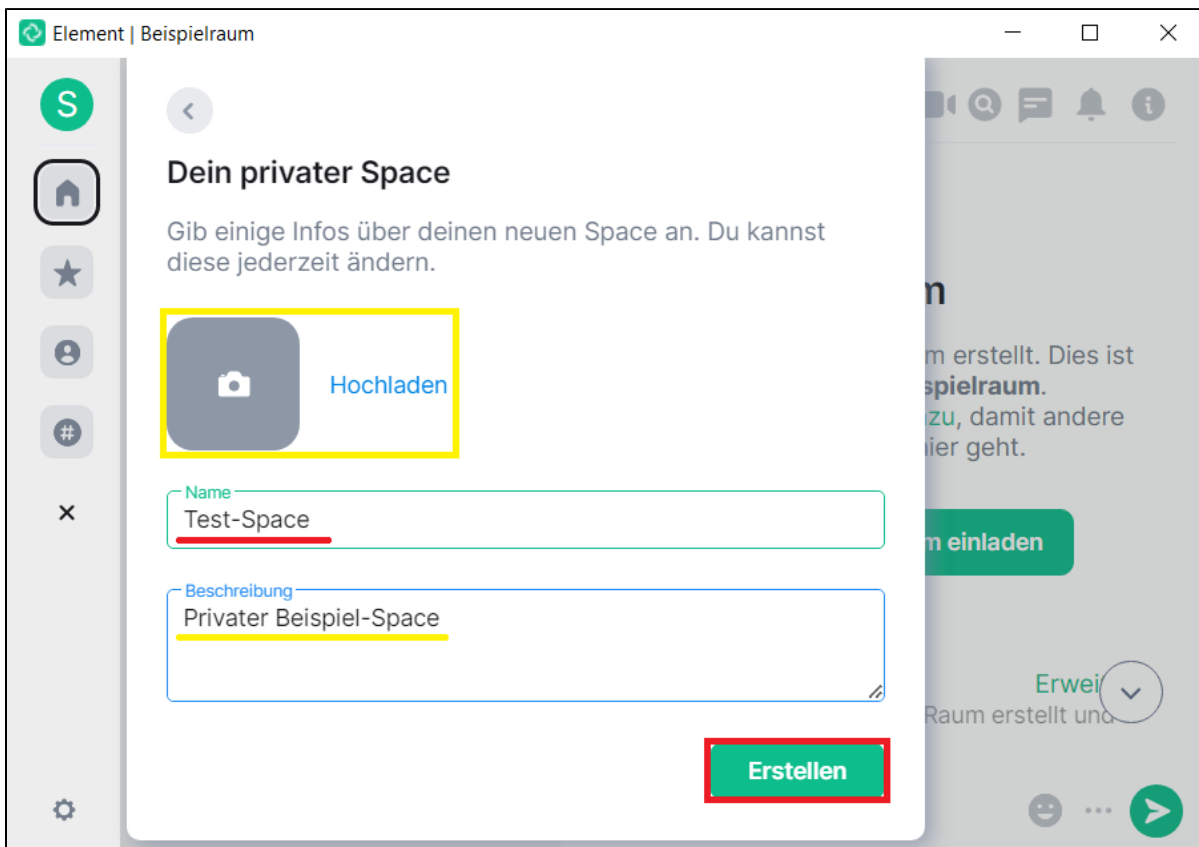 Element | Beispielraum
S
Dein privater Space
Gib einige Infos über deinen neuen Space an. Du kannst
diese jederzeit ändern.
Hochladen
Name
Test-Space
Beschreibung
Privater Beispiel-Space
Erstellen
m erstellt. Dies ist
spielraum.
zu, damit andere
hier geht.
m einladen
Erwei
Raum erstellt und